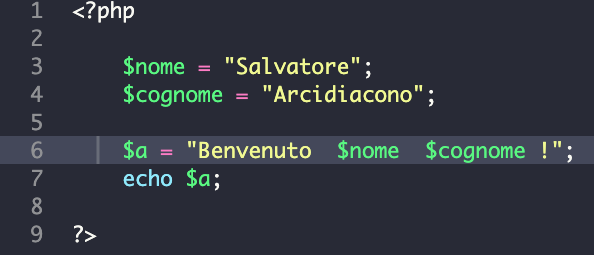 1 <?php
2
3 $nome = "Salvatore";
4 $cognome = "Arcidiacono";
5
6 $a = "Benvenuto  $nome  $cognome !";
7 echo $a;
8
9 ?>